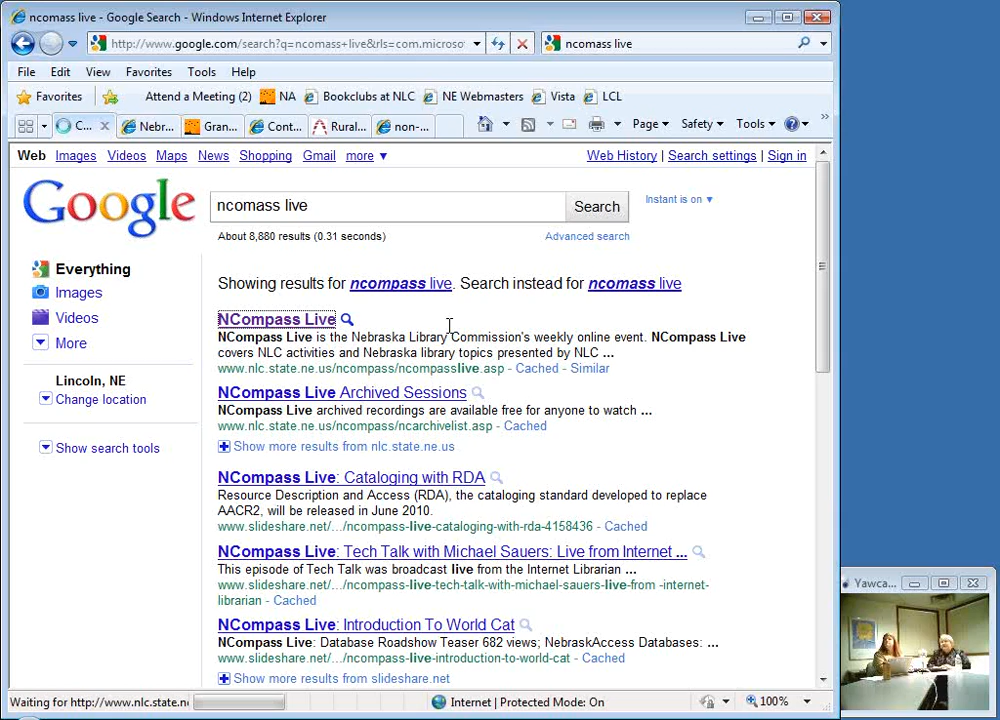 ncomass live - Google Search - Windows Internet Explorer
http://www.google.com/search?q=ncomass+live&rls=com.microso
ncomass live
File Edit View Favorites Tools Help
Favorites Attend a Meeting (2) NA Bookclubs at NLC NE Webmasters Vista LCL
C... Nebr... Gran... Cont... Rural... non-... Page Safety Tools
Web Images Videos Maps News Shopping Gmail more Web History | Search settings | Sign in
Google
ncomass live
Search
Instant is on
About 8,880 results (0.31 seconds)
Advanced search
Everything
Images
Videos
More
Lincoln, NE
Change location
Show search tools
Showing results for ncompass live. Search instead for ncomass live
NCompass Live
NCompass Live is the Nebraska Library Commission's weekly online event. NCompass Live
covers NLC activities and Nebraska library topics presented by NLC ...
www.nlc.state.ne.us/ncompass/ncompasslive.asp - Cached - Similar
NCompass Live Archived Sessions
NCompass Live archived recordings are available free for anyone to watch ...
www.nlc.state.ne.us/ncompass/ncarchivelist.asp - Cached
Show more results from nlc.state.ne.us
NCompass Live: Cataloging with RDA
Resource Description and Access (RDA), the cataloging standard developed to replace
AACR2, will be released in June 2010.
www.slideshare.net/.../ncompass-live-cataloging-with-rda-4158436 - Cached
NCompass Live: Tech Talk with Michael Sauers: Live from Internet ...
This episode of Tech Talk was broadcast live from the Internet Librarian ...
www.slideshare.net/.../ncompass-live-tech-talk-with-michael-sauers-live-from -internet-
librarian - Cached
NCompass Live: Introduction To World Cat
NCompass Live: Database Roadshow Teaser 682 views; NebraskAccess Databases: ...
www.slideshare.net/.../ncompass-live-introduction-to-world-cat - Cached
Show more results from slideshare.net
Yawca...
Waiting for http://www.nlc.state.n
Internet | Protected Mode: On
100%